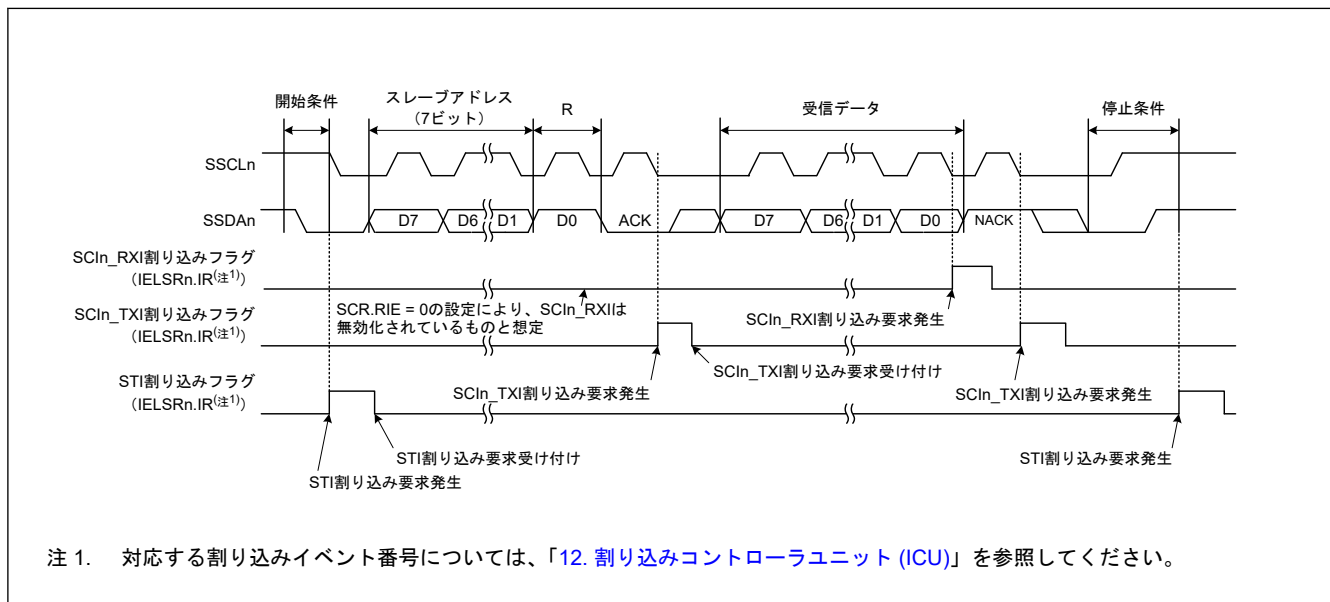 開始条件
スレーブアドレス
（7ビット）
R
受信データ
停止条件
SSCLn
SSDAn
D7
D6
D1
D0
ACK
D7
D6
D1
D0
NACK
SCIn_RXI割り込みフラグ
（IELSRn.IR(注1)）
SCR.RIE = 0の設定により、SCIn_RXIは
無効化されているものと想定
SCIn_RXI割り込み要求発生
SCIn_TXI割り込みフラグ
（IELSRn.IR(注1)）
SCIn_TXI割り込み要求受け付け
SCIn_TXI割り込み要求発生
SCIn_TXI割り込み要求発生
STI割り込みフラグ
（IELSRn.IR(注1)）
STI割り込み要求受け付け
STI割り込み要求発生
STI割り込み要求発生
注 1. 対応する割り込みイベント番号については、「12. 割り込みコントローラユニット (ICU)」を参照してください。